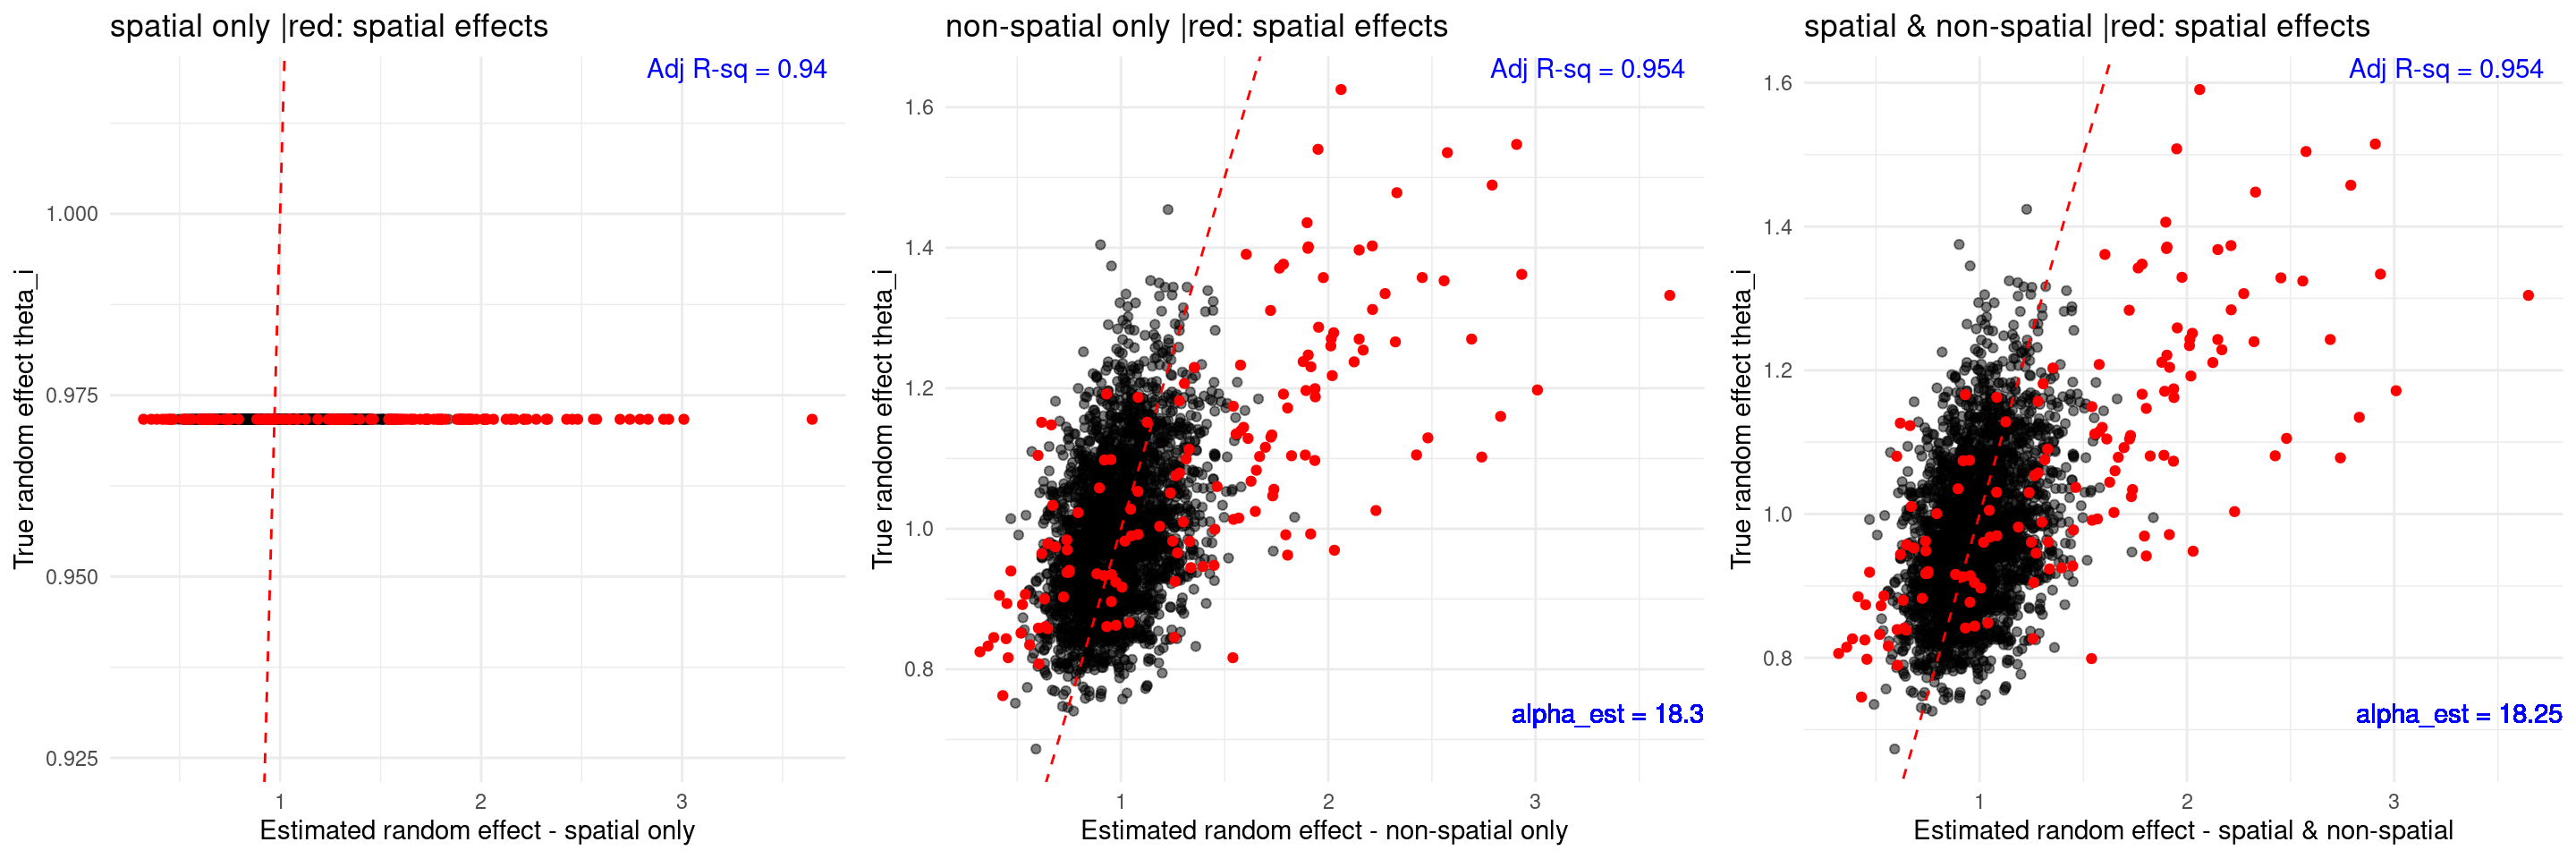 spatial only |red: spatial effects
Adj R-sq = 0.94
True random effect theta_i
1.000
0.975
0.950
0.925
1
2
3
Estimated random effect - spatial only
non-spatial only |red: spatial effects
Adj R-sq = 0.954
True random effect theta_i
1.6
1.4
1.2
1.0
0.8
alpha_est = 18.3
1
2
3
Estimated random effect - non-spatial only
spatial & non-spatial |red: spatial effects
Adj R-sq = 0.954
True random effect theta_i
1.6
1.4
1.2
1.0
0.8
alpha_est = 18.25
1
2
3
Estimated random effect - spatial & non-spatial